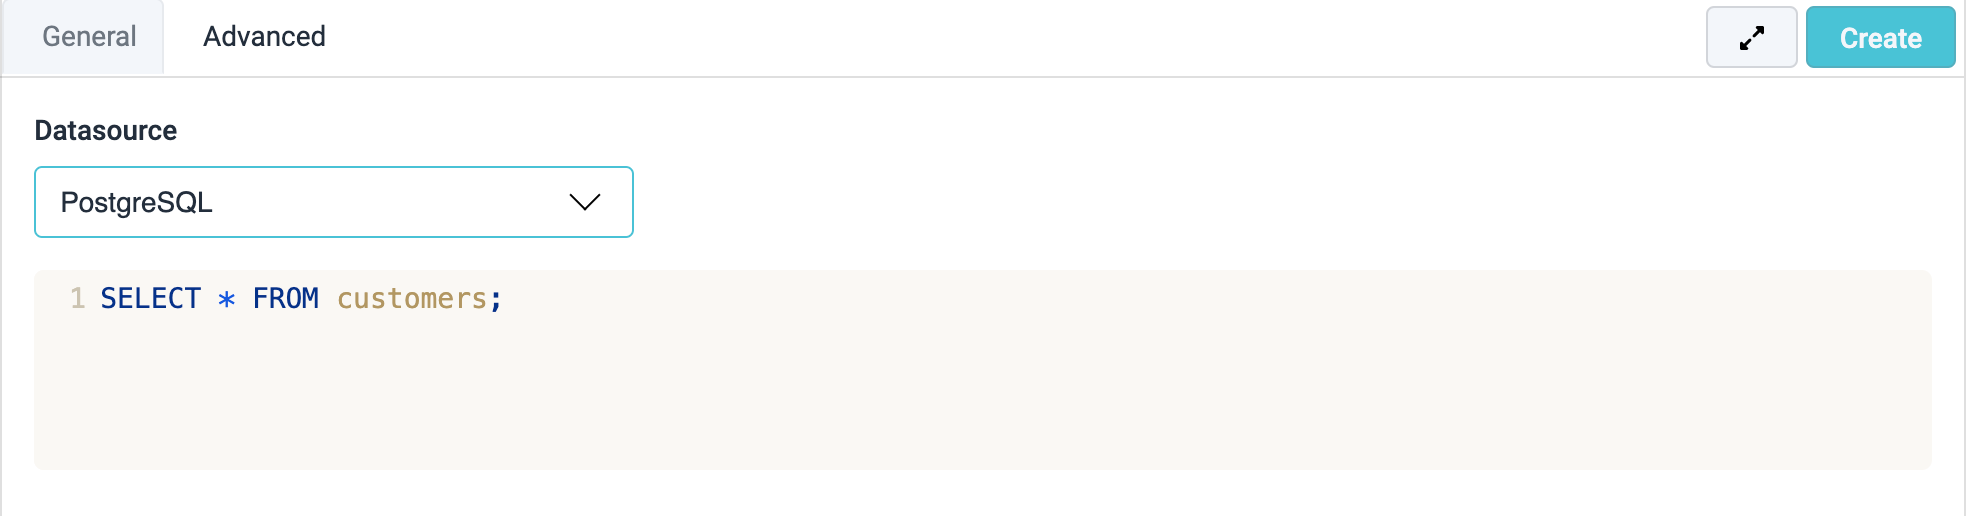 General Advanced Create
Datasource
PostgreSQL
1 SELECT * FROM customers;